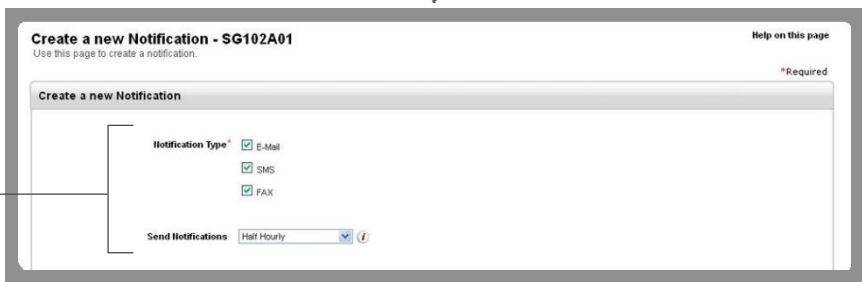 Create a new Notification - SG102A01
Help on this page
Use this page to create a notification.
*Required
Create a new Notification
Notification Type*
E-Mail
SMS
FAX
Send Notifications
Half Hourly
i